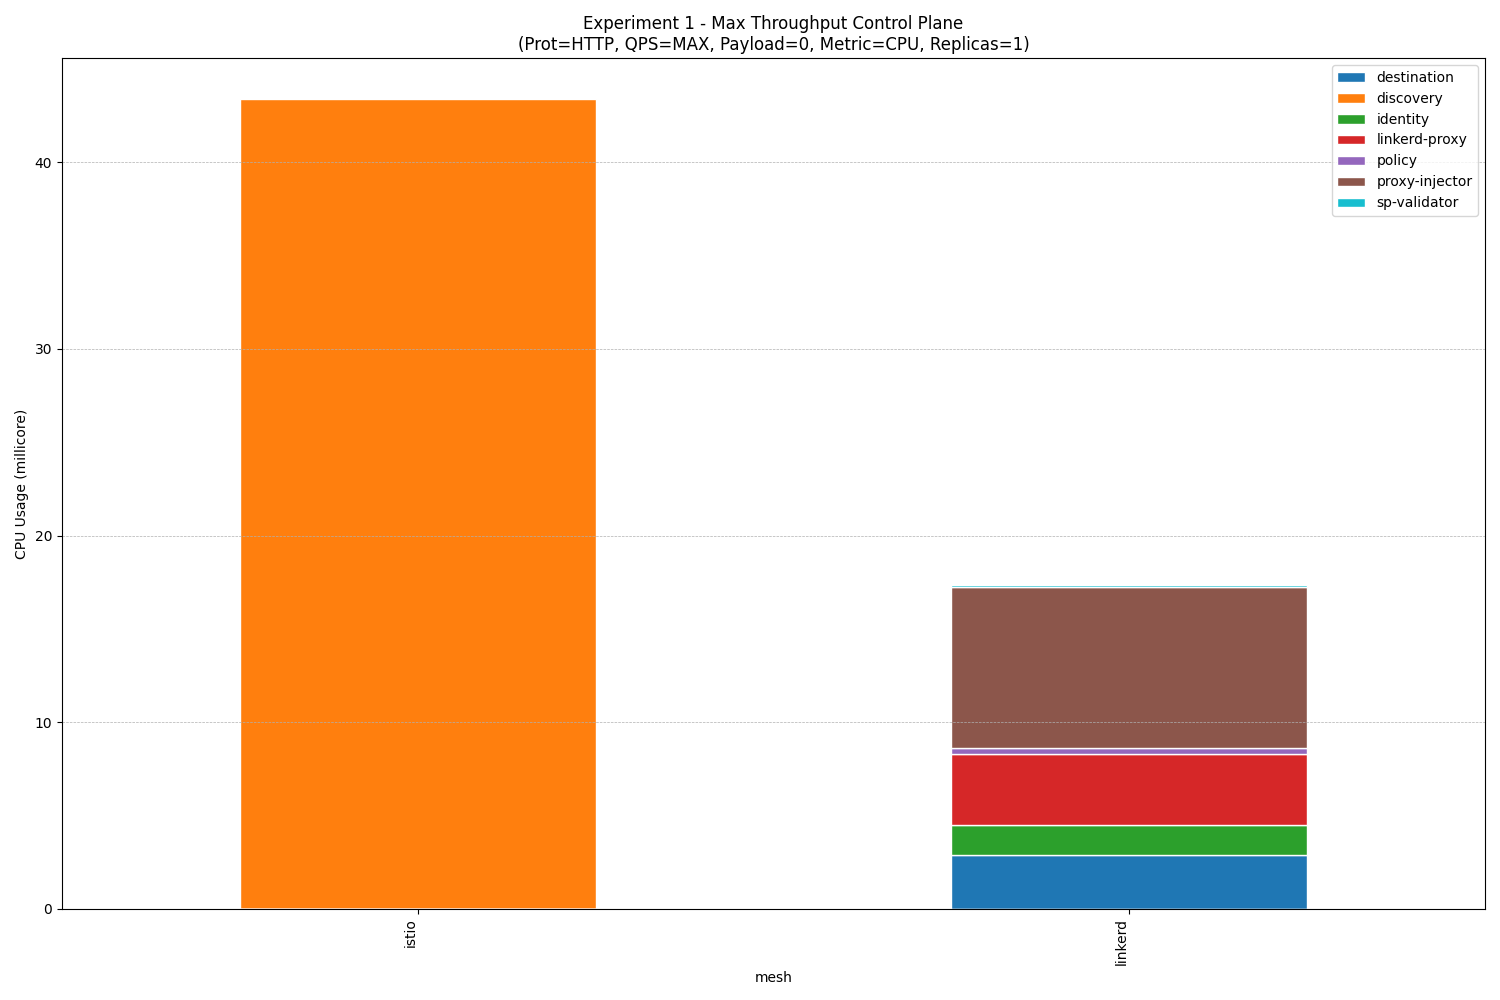 Experiment 1 - Max Throughput Control Plane
(Prot=HTTP, QPS=MAX, Payload=0, Metric=CPU, Replicas=1)
destination
discovery
identity
linkerd-proxy
policy
proxy-injector
sp-validator
CPU Usage (millicore)
40
30
20
10
0
istio
linkerd
mesh